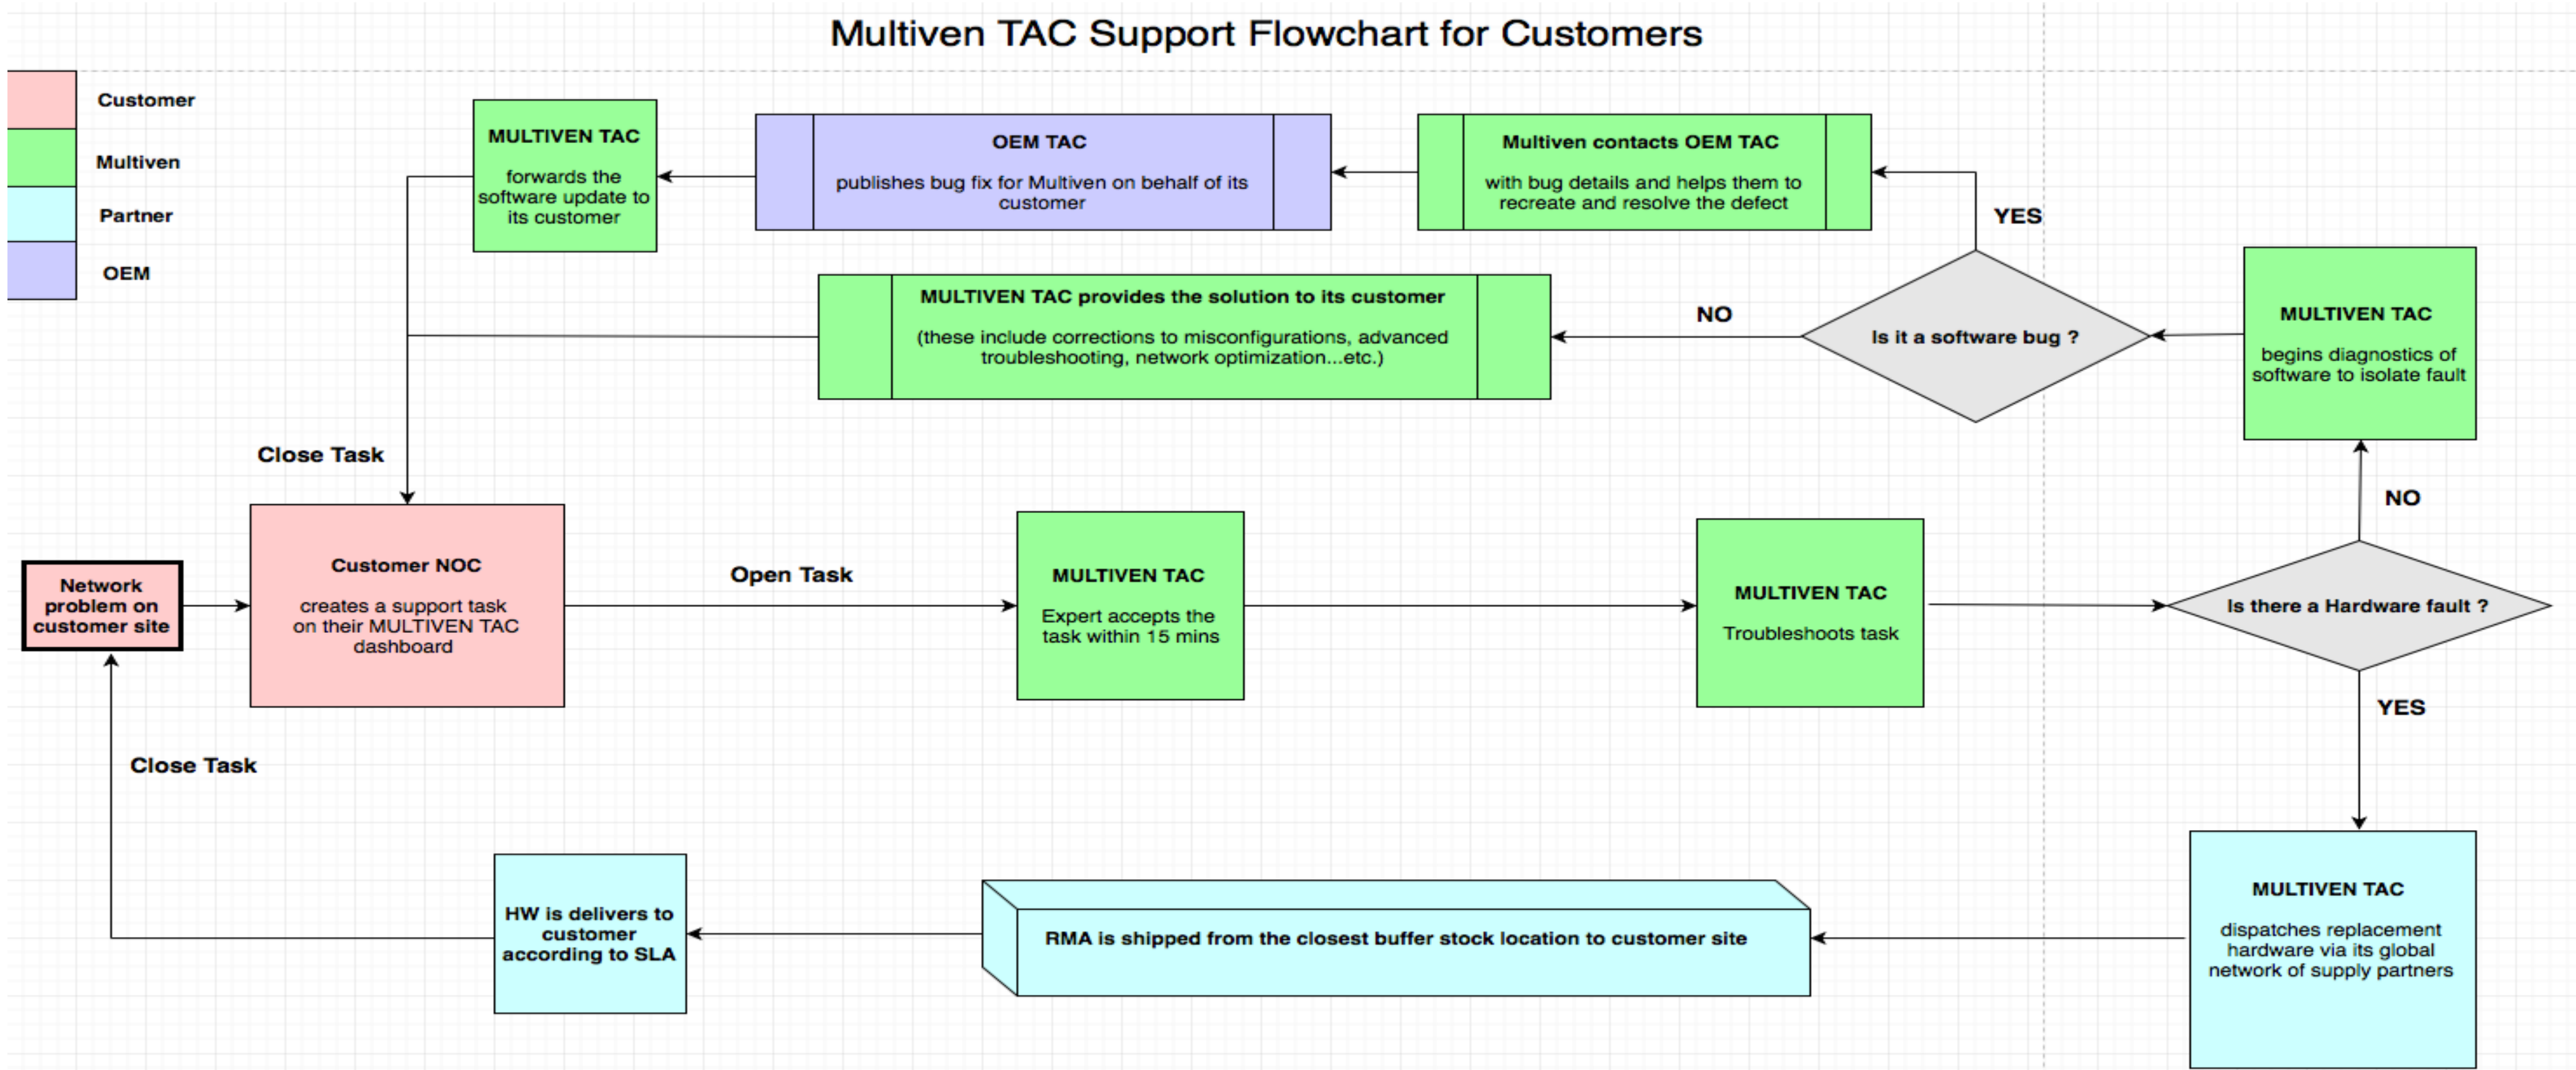 Multiven TAC Support Flowchart for Customers
Customer
Multiven
Partner
OEM
MULTIVEN TAC
forwards the
software update to
its customer
OEM TAC
publishes bug fix for Multiven on behalf of its
customer
Multiven contacts OEM TAC
with bug details and helps them to
recreate and resolve the defect
YES
MULTIVEN TAC provides the solution to its customer
(these include corrections to misconfigurations, advanced
troubleshooting, network optimization...etc.)
NO
Is it a software bug ?
MULTIVEN TAC
begins diagnostics of
software to isolate fault
Close Task
NO
Network
problem on
customer site
Customer NOC
creates a support task
on their MULTIVEN TAC
dashboard
Open Task
MULTIVEN TAC
Expert accepts the
task within 15 mins
MULTIVEN TAC
Troubleshoots task
Is there a Hardware fault ?
YES
Close Task
HW is delivers to
customer
according to SLA
RMA is shipped from the closest buffer stock location to customer site
MULTIVEN TAC
dispatches replacement
hardware via its global
network of supply partners